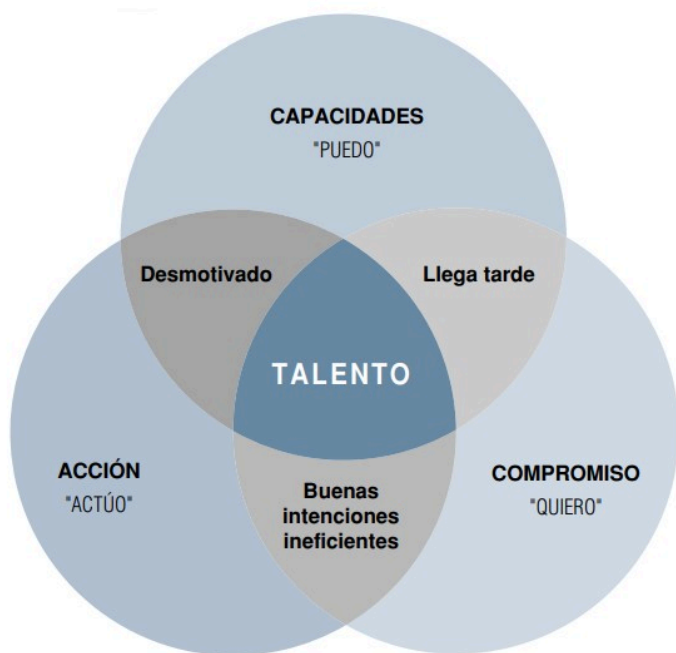 CAPACIDADES
"PUEDO"
Desmotivado
Llega tarde
TALENTO
ACCIÓN
"ACTÚO"
COMPROMISO
"QUIERO"
Buenas
intenciones
ineficientes